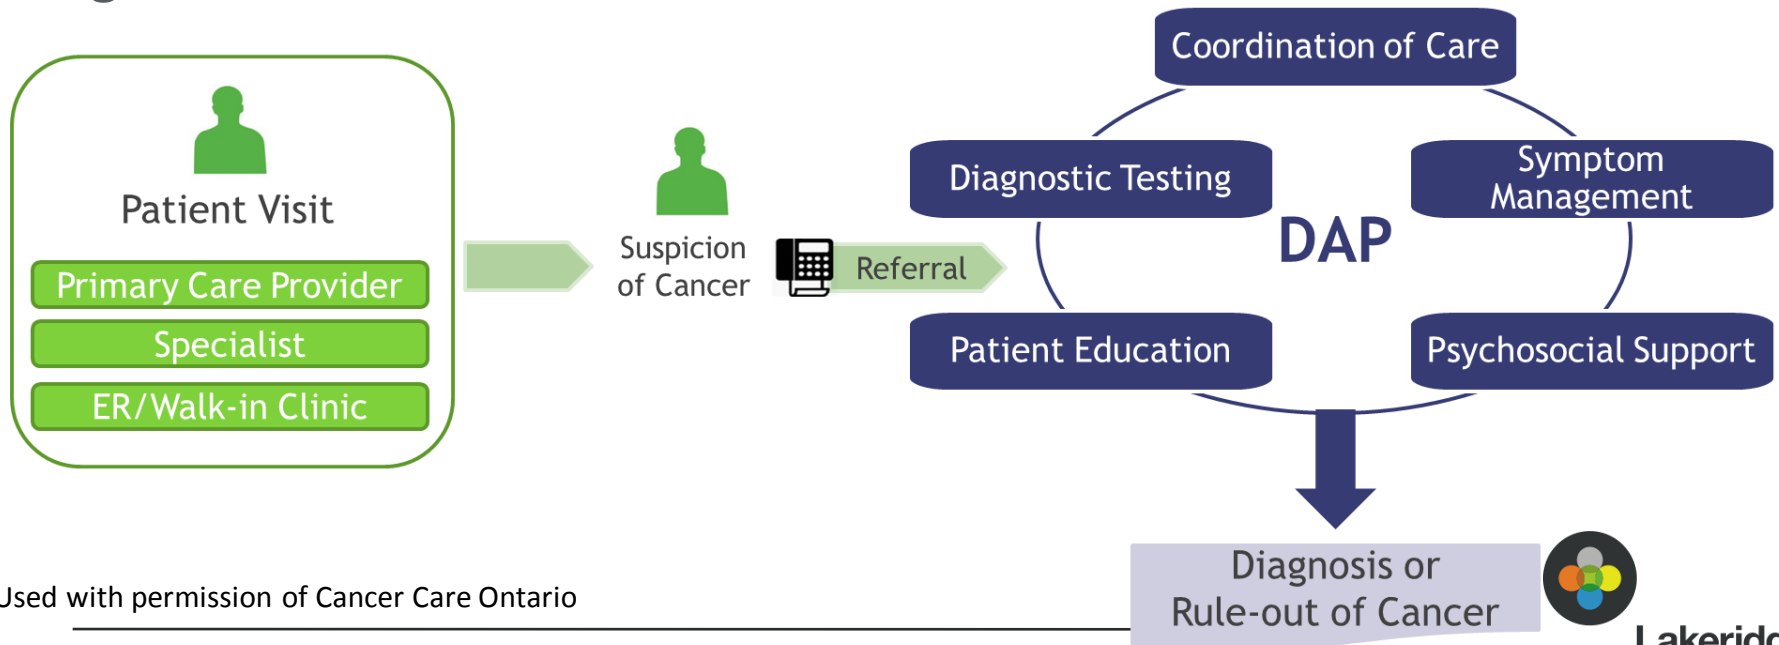 Coordination of Care
Diagnostic Testing
Symptom
Management
DAP
Patient Visit
Primary Care Provider
Specialist
ER/Walk-in Clinic
Suspicion
of Cancer
Referral
Patient Education
Psychosocial Support
Diagnosis or
Rule-out of Cancer
Used with permission of Cancer Care Ontario